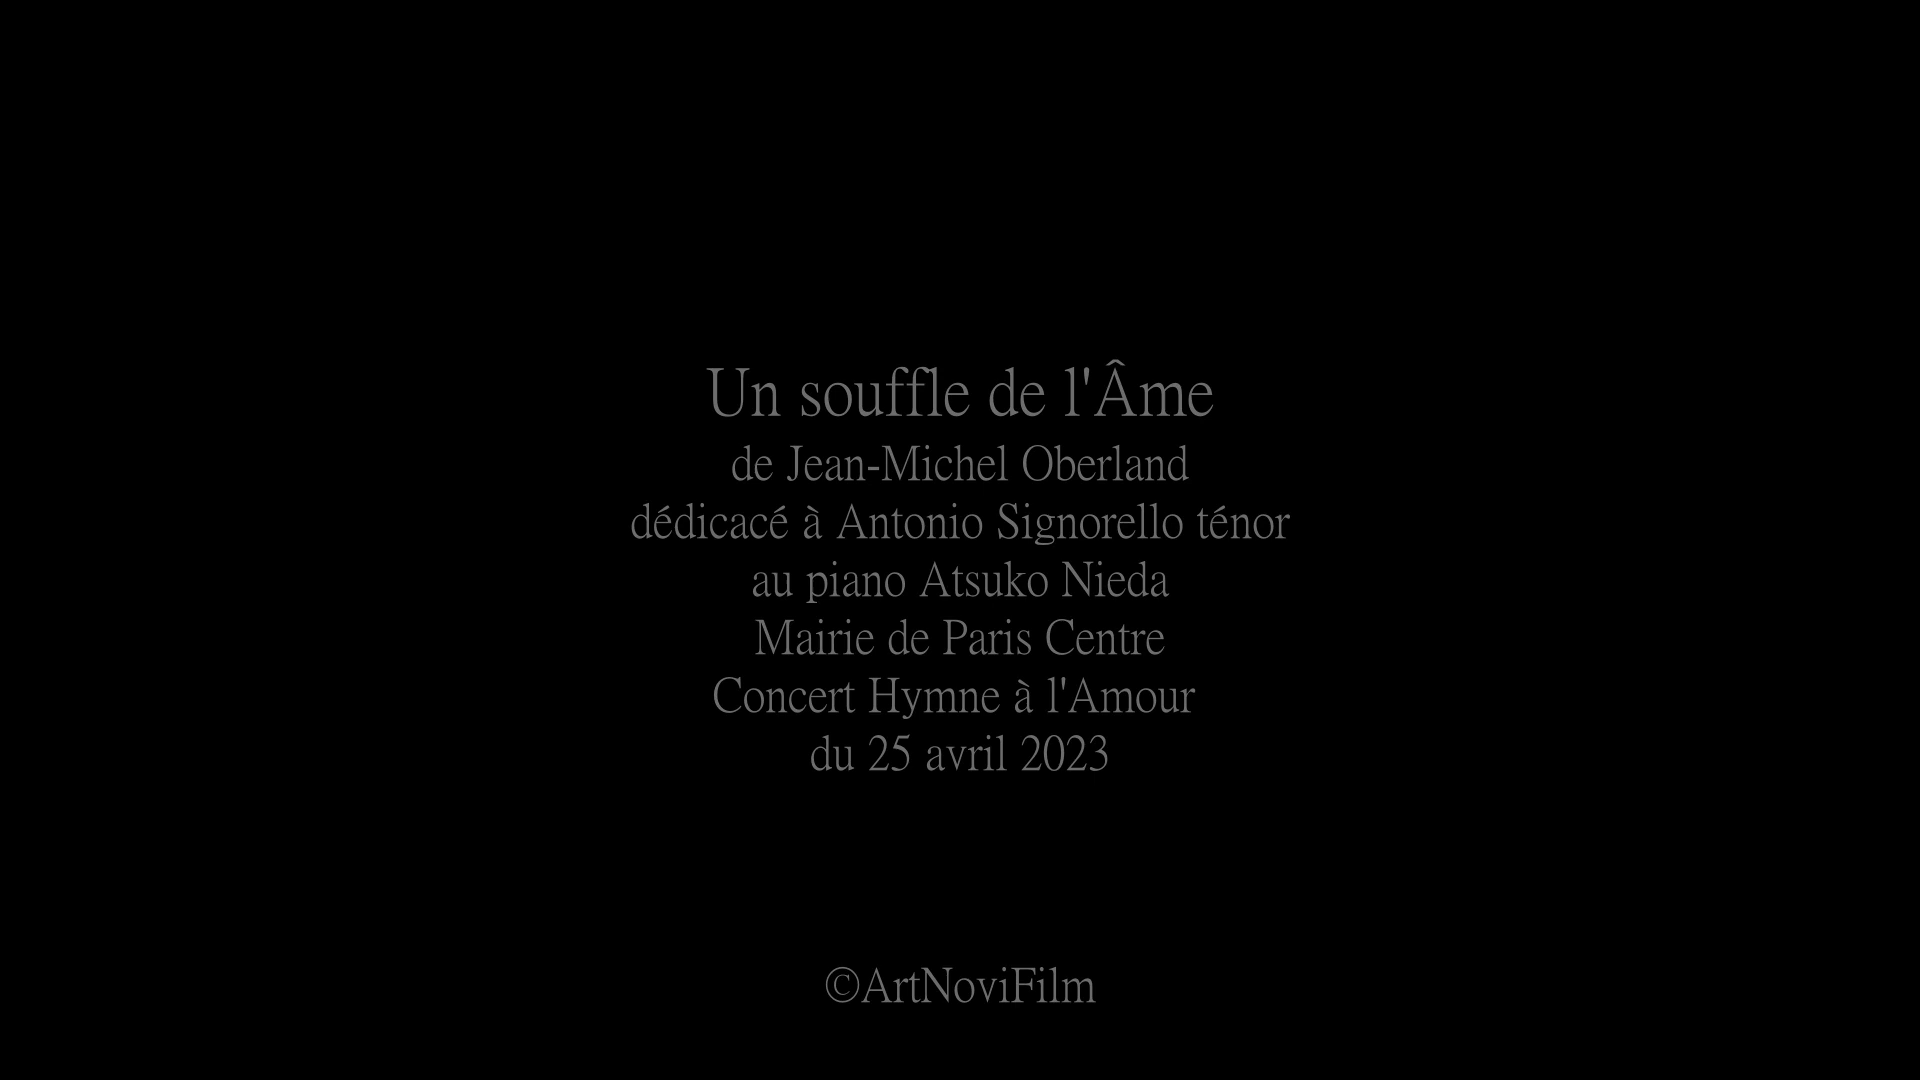 Un souffle de l'Âme
de Jean-Michel Oberland
dédicacé à Antonio Signorello ténor
au piano Atsuko Nieda
Mairie de Paris Centre
Concert Hymne à l'Amour
du 25 avril 2023
©ArtNoviFilm